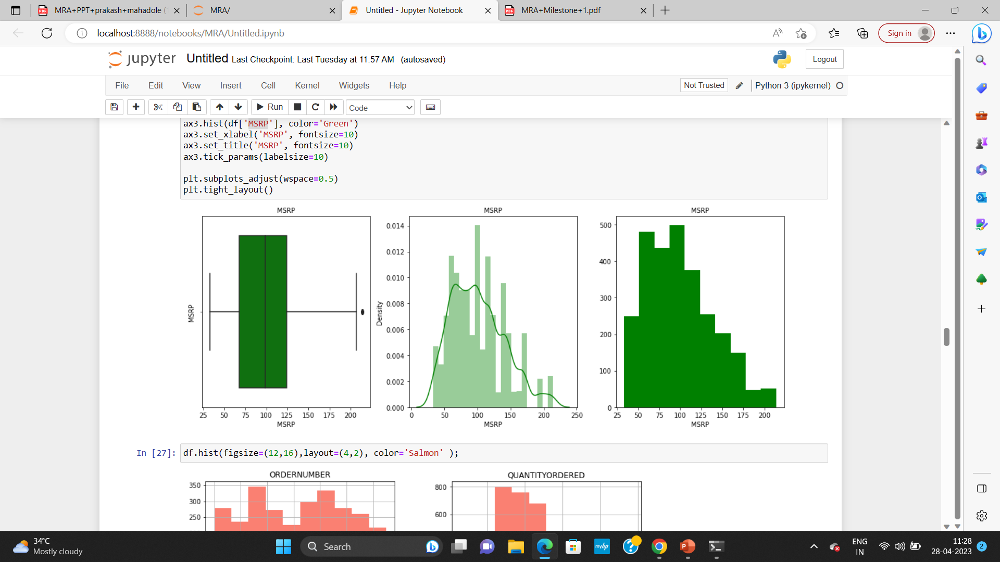 MRA+PPT+prakash+mahadole (
MRA/
Untitled - Jupyter Notebook
MRA+Milestone+1.pdf
localhost:8888/notebooks/MRA/Untitled.ipynb
Sign in
jupyter Untitled Last Checkpoint: Last Tuesday at 11:57 AM (autosaved)
Logout
File Edit View Insert Cell Kernel Widgets Help
Not Trusted
Python 3 (ipykernel)
Run
Code
ax3.hist(df['MSRP'], color='Green')
ax3.set_xlabel('MSRP', fontsize=10)
ax3.set_title('MSRP', fontsize=10)
ax3.tick_params(labelsize=10)
plt.subplots_adjust(wspace=0.5)
plt.tight_layout()
MSRP
MSRP
25 50 75 100 125 150 175 200
MSRP
MSRP
Density
0.014
0.012
0.010
0.008
0.006
0.004
0.002
0.000
0 50 100 150 200 250
MSRP
MSRP
500
400
300
200
100
0
25 50 75 100 125 150 175 200
MSRP
In [27]: df.hist(figsize=(12,16),layout=(4,2), color='Salmon' );
ORDERNUMBER
350
300
250
QUANTITYORDERED
800
600
34°C
Mostly cloudy
Search
myhp
ENG
IN
11:28
28-04-2023
2